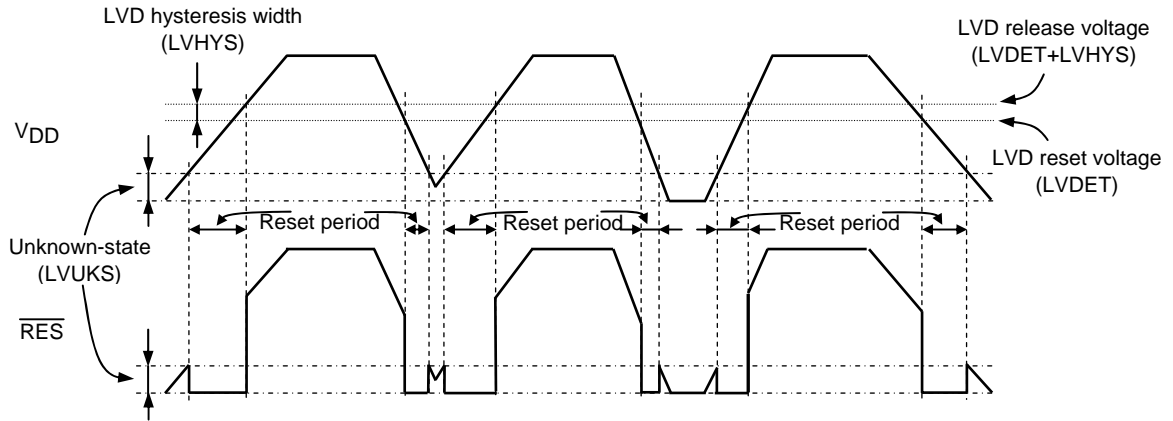 LVD hysteresis width
(LVHYS)
LVD release voltage
(LVDET+LVHYS)
VDD
LVD reset voltage
(LVDET)
Reset period
Reset period
Reset period
Unknown-state
(LVUKS)
RES